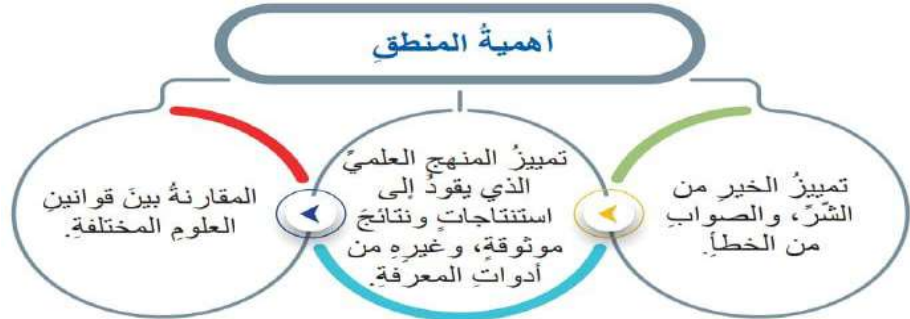 أهميةُ المنطقِ
تمييزُ الخيرِ من
الشّرِّ، والصوابِ
من الخطأِ.
تمييزُ المنهجِ العلميِّ
الذي يقودُ إلى
استنتاجاتٍ ونتائجَ
موثوقةٍ، وغيرِهِ من
أدواتِ المعرفةِ.
المقارنةُ بينَ قوانينِ
العلومِ المختلفةِ.